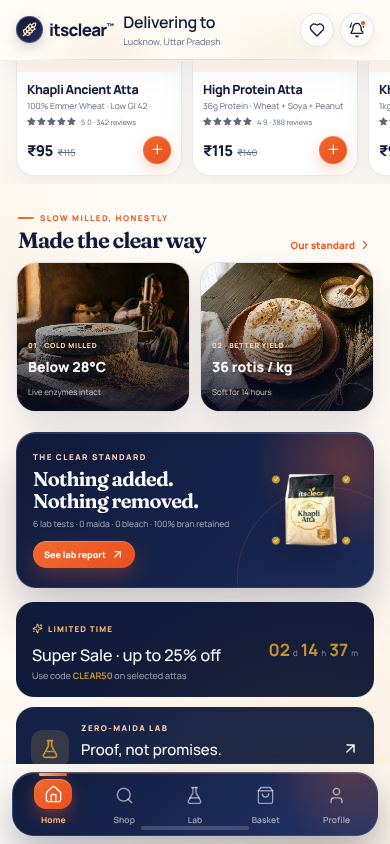 itsclear™
Delivering to
Lucknow, Uttar Pradesh
Khapli Ancient Atta
100% Emmer Wheat · Low GI 42
5.0 · 342 reviews
₹95 ₹115
High Protein Atta
36g Protein · Wheat + Soya + Peanut
4.9 · 388 reviews
₹115 ₹140
SLOW MILLED, HONESTLY
Made the clear way
Our standard
01 · COLD MILLED
Below 28°C
Live enzymes intact
02 · BETTER YIELD
36 rotis / kg
Soft for 14 hours
THE CLEAR STANDARD
Nothing added.
Nothing removed.
6 lab tests · 0 maida · 0 bleach · 100% bran retained
See lab report
itsclear
Khapli
Atta
LIMITED TIME
Super Sale · up to 25% off
Use code CLEAR50 on selected attas
02 d 14 h 37 m
ZERO-MAIDA LAB
Proof, not promises.
Home
Shop
Lab
Basket
Profile